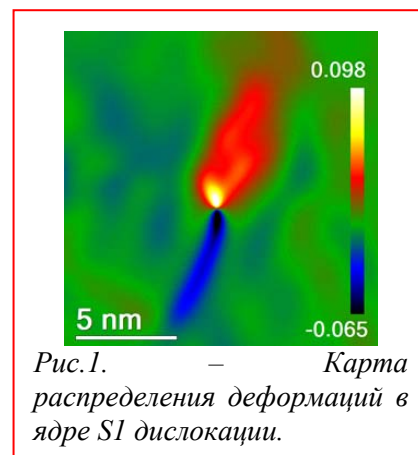 0.098
5 nm
-0.065
Рис.1. – Карта
распределения деформаций в
ядре S1 дислокации.